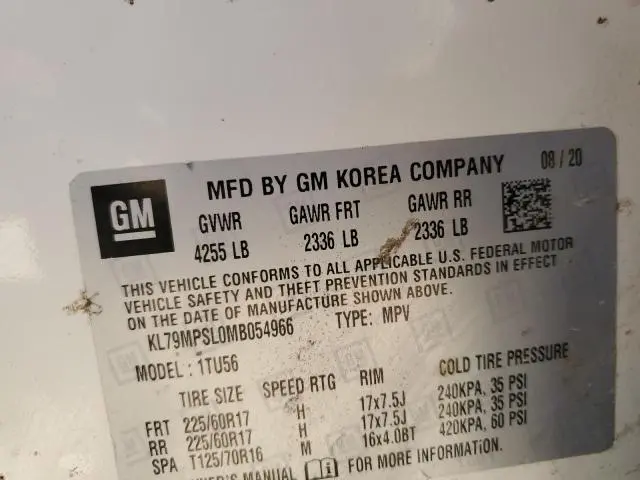 08/20
MFD BY GM KOREA COMPANY
GM
GVWR GAWR FRT GAWR RR
4255 LB 2336 LB 2336 LB
THIS VEHICLE CONFORMS TO ALL APPLICABLE U.S. FEDERAL MOTOR
VEHICLE SAFETY AND THEFT PREVENTION STANDARDS IN EFFECT
ON THE DATE OF MANUFACTURE SHOWN ABOVE.
KL79MPSL0MB054966 TYPE: MPV
MODEL: 1TU56
TIRE SIZE SPEED RTG RIM COLD TIRE PRESSURE
FRT 225/60R17 H 17x7.5J 240KPA, 35 PSI
RR 225/60R17 H 17x7.5J 240KPA, 35 PSI
SPA T125/70R16 M 16x4.0BT 420KPA, 60 PSI
MANUAL FOR MORE INFORMATION